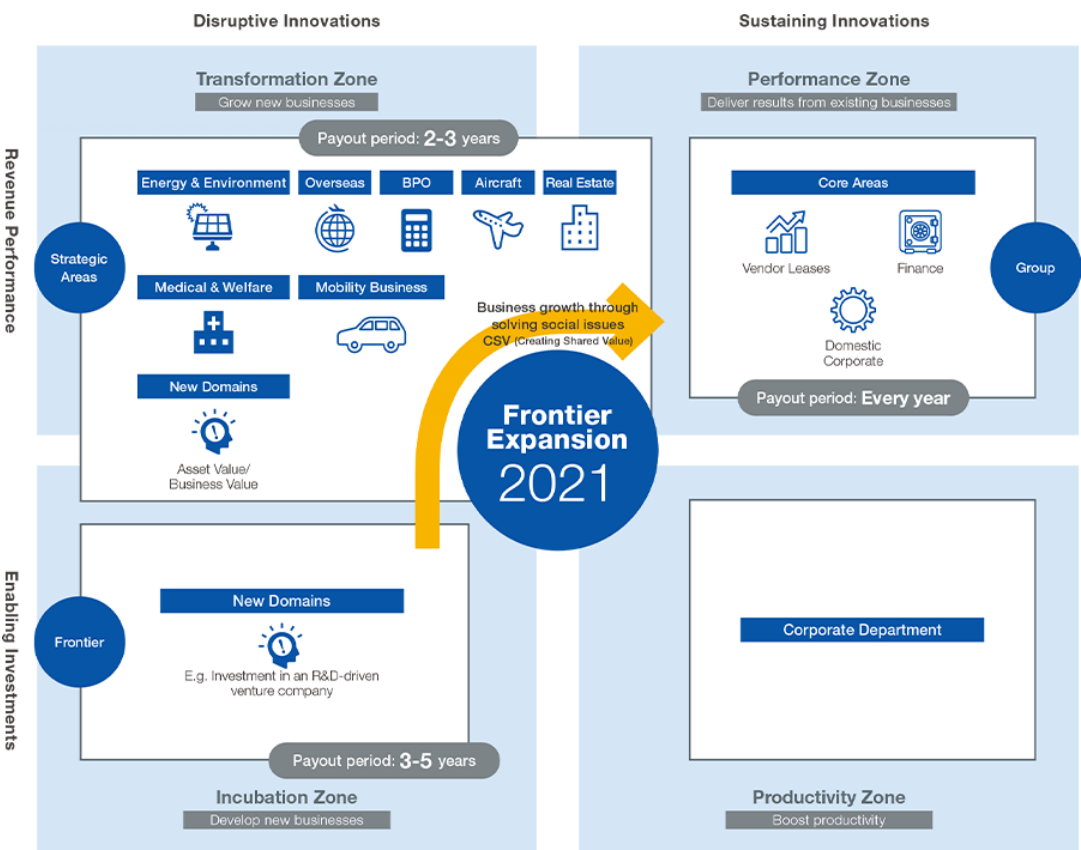 Disruptive Innovations
Sustaining Innovations
Revenue Performance
Enabling Investments
Transformation Zone
Grow new businesses
Payout period: 2-3 years
Strategic
Areas
Energy & Environment
Overseas
BPO
Aircraft
Real Estate
Medical & Welfare
Mobility Business
New Domains
Asset Value/
Business Value
Business growth through
solving social issues
CSV (Creating Shared Value)
Frontier
Expansion
2021
Performance Zone
Deliver results from existing businesses
Core Areas
Vendor Leases
Finance
Domestic
Corporate
Group
Payout period: Every year
Frontier
New Domains
E.g. Investment in an R&D-driven
venture company
Payout period: 3-5 years
Incubation Zone
Develop new businesses
Corporate Department
Productivity Zone
Boost productivity